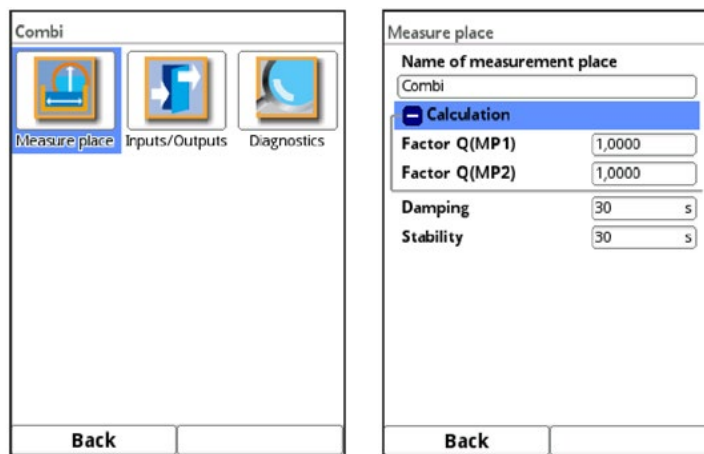 Combi
Measure place Inputs/Outputs Diagnostics
Back
Measure place
Name of measurement place
Combi
Calculation
Factor Q(MP1) 1,0000
Factor Q(MP2) 1,0000
Damping 30 s
Stability 30 s
Back